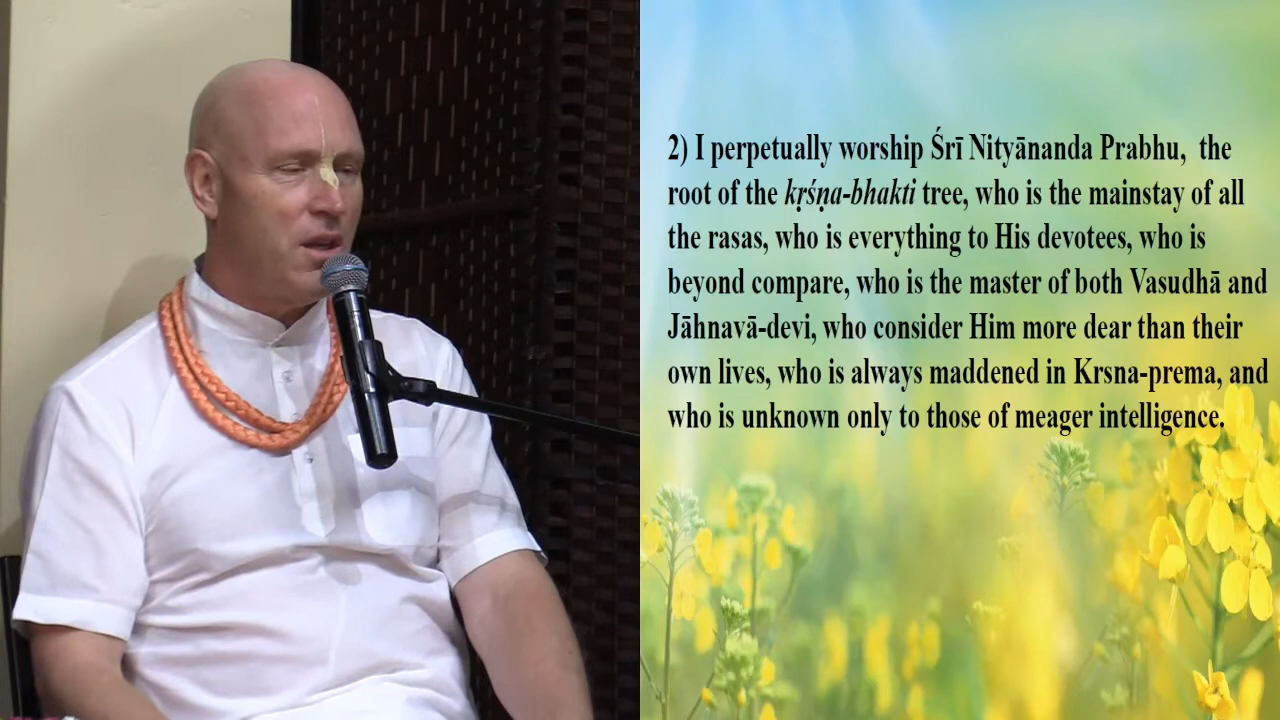 2) I perpetually worship Śrī Nityānanda Prabhu,  the
root of the kṛśṇa-bhakti tree, who is the mainstay of all
the rasas, who is everything to His devotees, who is
beyond compare, who is the master of both Vasudhā and
Jāhnavā-devi, who consider Him more dear than their
own lives, who is always maddened in Krsna-prema, and
who is unknown only to those of meager intelligence.